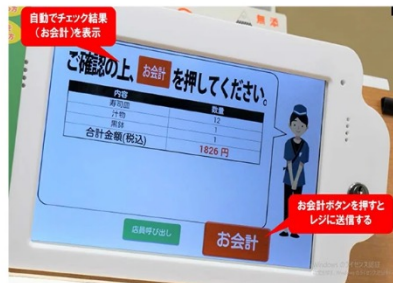 自動でチェック結果
(お会計)を表示
無添
ご確認の上、お会計を押してください。
内容 数量
寿司皿 12
汁物 1
黒鉢 1
合計金額(税込) 1826 円
お会計ボタンを押すと
レジに送信する
店員呼び出し
お会計